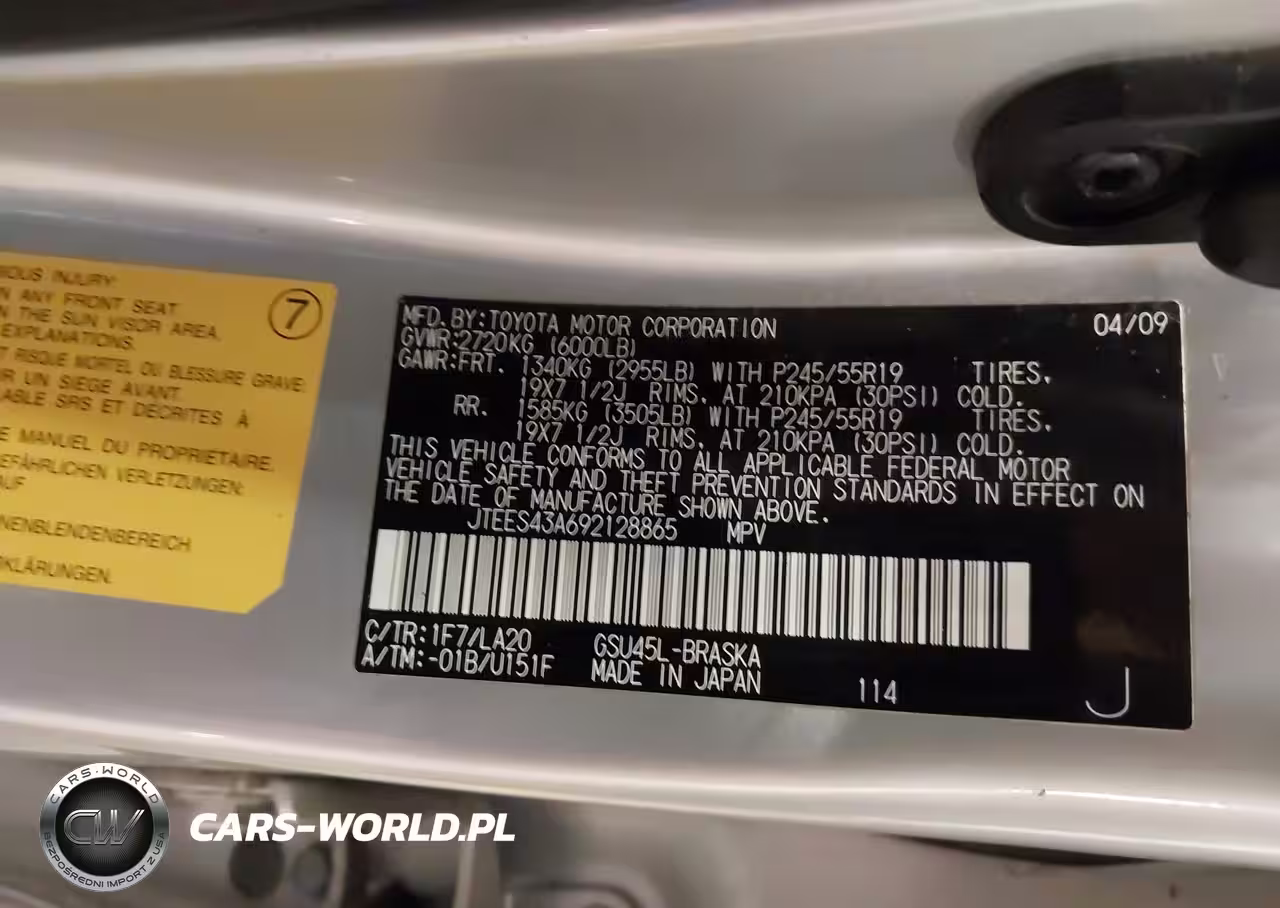 IOUS INJURY:
N ANY FRONT SEAT
N THE SUN VISOR AREA,
EXPLANATIONS.
7
T RISQUE MORTEL OU BLESSURE GRAVE:
R UN SIEGE AVANT.
ABLE SRS ET DÉCRITES À
E MANUEL DU PROPRIETAIRE.
EFÄHRLICHEN VERLETZUNGEN:
AUF
NENBLENDENBEREICH
RKLÄRUNGEN.
MFD. BY: TOYOTA MOTOR CORPORATION 04/09
GVWR: 2720KG (6000LB)
GAWR: FRT. 1340KG (2955LB) WITH P245/55R19 TIRES.
19X7 1/2J RIMS. AT 210KPA (30PSI) COLD.
RR. 1585KG (3505LB) WITH P245/55R19 TIRES.
19X7 1/2J RIMS. AT 210KPA (30PSI) COLD.
THIS VEHICLE CONFORMS TO ALL APPLICABLE FEDERAL MOTOR
VEHICLE SAFETY AND THEFT PREVENTION STANDARDS IN EFFECT ON
THE DATE OF MANUFACTURE SHOWN ABOVE.
JTEES43A692128865 MPV
C/TR: 1F7/LA20 GSU45L-BRASKA
A/TM: -01B/U151F MADE IN JAPAN 114 J
CARS-WORLD
CW
BEZPOŚREDNI IMPORT Z USA
CARS-WORLD.PL